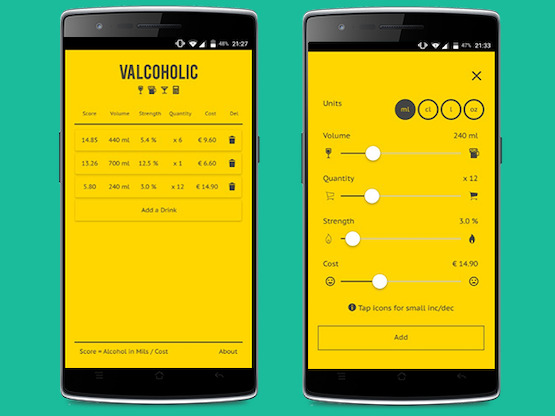 48% 21:27
VALCOHOLIC
Score Volume Strength Quantity Cost Del
14.85 440 ml 5.4 % x 6 € 9.60
13.26 700 ml 12.5 % x 1 € 6.60
5.80 240 ml 3.0 % x 12 € 14.90
Add a Drink
Score = Alcohol in Mils / Cost About
47% 21:33
Units ml cl l oz
Volume 240 ml
Quantity x 12
Strength 3.0 %
Cost € 14.90
Tap icons for small inc/dec
Add